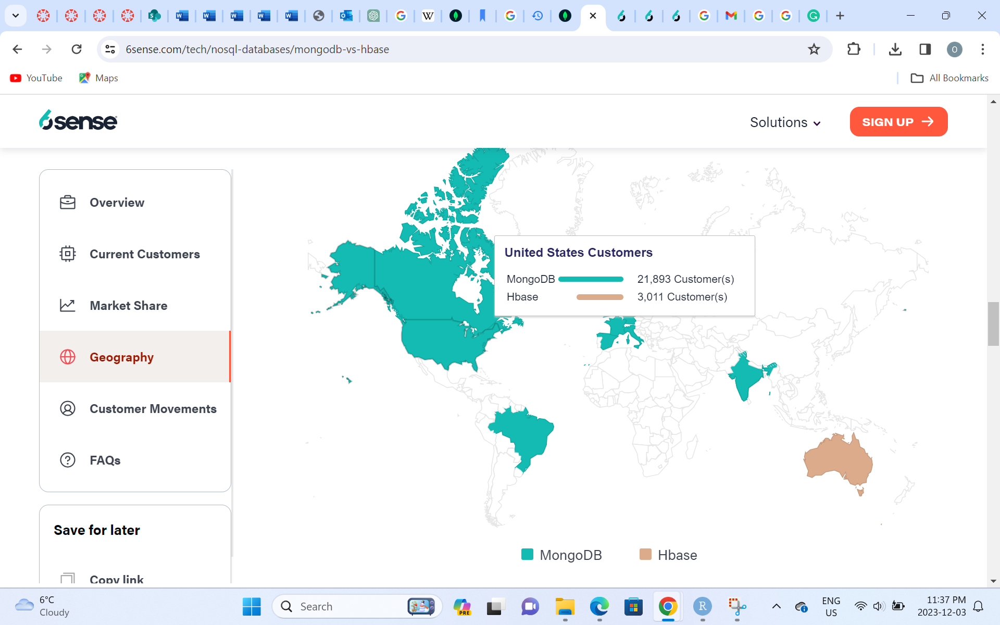 6sense.com/tech/nosql-databases/mongodb-vs-hbase
O
YouTube
Maps
All Bookmarks
6sense
Solutions
SIGN UP
Overview
Current Customers
Market Share
Geography
Customer Movements
FAQs
Save for later
Copy link
United States Customers
MongoDB 21,893 Customer(s)
Hbase 3,011 Customer(s)
MongoDB
Hbase
6°C
Cloudy
Search
PRE
R
ENG
US
11:37 PM
2023-12-03